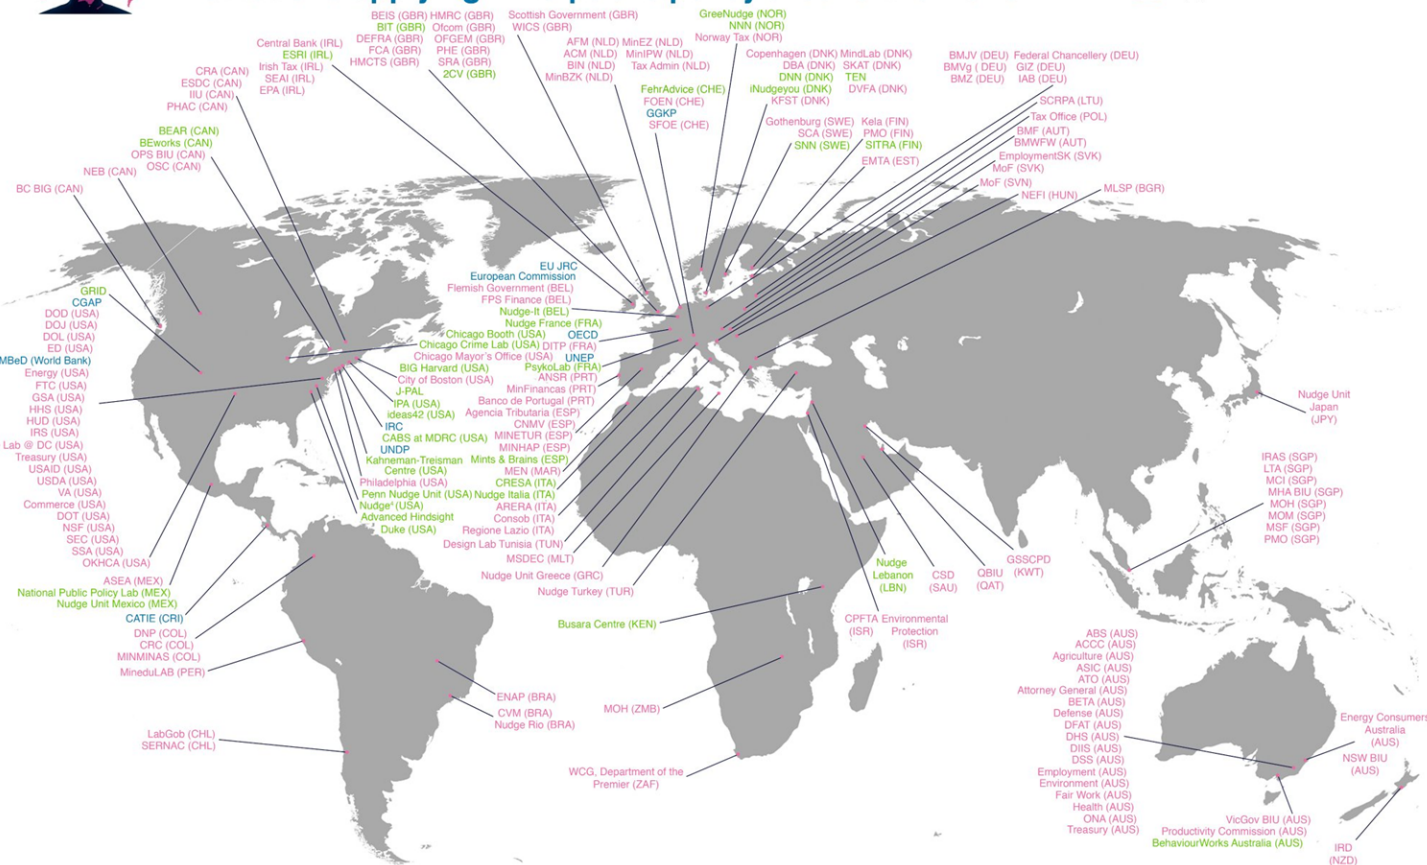 BEIS (GBR) HMRC (GBR)
BIT (GBR) Ofcom (GBR)
DEFRA (GBR) OFGEM (GBR)
FCA (GBR) PHE (GBR)
HMCTS (GBR) SRA (GBR)
2CV (GBR)
Scottish Government (GBR)
WICS (GBR)
GreeNudge (NOR)
NNN (NOR)
Norway Tax (NOR)
Central Bank (IRL)
ESRI (IRL)
Irish Tax (IRL)
SEAI (IRL)
EPA (IRL)
AFM (NLD) MinEZ (NLD)
ACM (NLD) MinIPW (NLD)
BIN (NLD) Tax Admin (NLD)
MinBZK (NLD)
Copenhagen (DNK) MindLab (DNK)
DBA (DNK) SKAT (DNK)
DNN (DNK) TEN
iNudgeyou (DNK) DVFA (DNK)
KFST (DNK)
BMJV (DEU) Federal Chancellery (DEU)
BMVg ( DEU) GIZ (DEU)
BMZ (DEU) IAB (DEU)
CRA (CAN)
ESDC (CAN)
IIU (CAN)
PHAC (CAN)
FehrAdvice (CHE)
FOEN (CHE)
GGKP
SFOE (CHE)
SCRPA (LTU)
Tax Office (POL)
BMF (AUT)
BMWFW (AUT)
EmploymentSK (SVK)
MoF (SVK)
MoF (SVN)
NEFI (HUN)
MLSP (BGR)
Gothenburg (SWE) Kela (FIN)
SCA (SWE) PMO (FIN)
SNN (SWE) SITRA (FIN)
EMTA (EST)
BEAR (CAN)
BEworks (CAN)
OPS BIU (CAN)
OSC (CAN)
NEB (CAN)
BC BIG (CAN)
GRID
CGAP
DOD (USA)
DOJ (USA)
DOL (USA)
ED (USA)
MBeD (World Bank)
Energy (USA)
FTC (USA)
GSA (USA)
HHS (USA)
HUD (USA)
IRS (USA)
Lab @ DC (USA)
Treasury (USA)
USAID (USA)
USDA (USA)
VA (USA)
Commerce (USA)
DOT (USA)
NSF (USA)
SEC (USA)
SSA (USA)
OKHCA (USA)
ASEA (MEX)
National Public Policy Lab (MEX)
Nudge Unit Mexico (MEX)
CATIE (CRI)
DNP (COL)
CRC (COL)
MINMINAS (COL)
MineduLAB (PER)
LabGob (CHL)
SERNAC (CHL)
EU JRC
European Commission
Flemish Government (BEL)
FPS Finance (BEL)
Nudge-It (BEL)
Nudge France (FRA)
OECD
DITP (FRA)
UNEP
PsykoLab (FRA)
ANSR (PRT)
MinFinancas (PRT)
Banco de Portugal (PRT)
Agencia Tributaria (ESP)
CNMV (ESP)
MINETUR (ESP)
MINHAP (ESP)
Mints & Brains (ESP)
MEN (MAR)
CRESA (ITA)
Nudge Italia (ITA)
ARERA (ITA)
Consob (ITA)
Regione Lazio (ITA)
Design Lab Tunisia (TUN)
MSDEC (MLT)
Nudge Unit Greece (GRC)
Nudge Turkey (TUR)
Chicago Booth (USA)
Chicago Crime Lab (USA)
Chicago Mayor's Office (USA)
BIG Harvard (USA)
City of Boston (USA)
J-PAL
IPA (USA)
ideas42 (USA)
IRC
CABS at MDRC (USA)
UNDP
Kahneman-Treisman
Centre (USA)
Philadelphia (USA)
Penn Nudge Unit (USA)
Nudge⁴ (USA)
Advanced Hindsight
Duke (USA)
Busara Centre (KEN)
MOH (ZMB)
WCG, Department of the
Premier (ZAF)
ENAP (BRA)
CVM (BRA)
Nudge Rio (BRA)
Nudge
Lebanon
(LBN)
CSD
(SAU)
QBIU
(QAT)
GSSCPD
(KWT)
CPFTA
(ISR)
Environmental
Protection
(ISR)
Nudge Unit
Japan
(JPY)
IRAS (SGP)
LTA (SGP)
MCI (SGP)
MHA BIU (SGP)
MOH (SGP)
MOM (SGP)
MSF (SGP)
PMO (SGP)
ABS (AUS)
ACCC (AUS)
Agriculture (AUS)
ASIC (AUS)
ATO (AUS)
Attorney General (AUS)
BETA (AUS)
Defense (AUS)
DFAT (AUS)
DHS (AUS)
DIIS (AUS)
DSS (AUS)
Employment (AUS)
Environment (AUS)
Fair Work (AUS)
Health (AUS)
ONA (AUS)
Treasury (AUS)
Energy Consumers
Australia
(AUS)
NSW BIU
(AUS)
VicGov BIU (AUS)
Productivity Commission (AUS)
BehaviourWorks Australia (AUS)
IRD
(NZD)